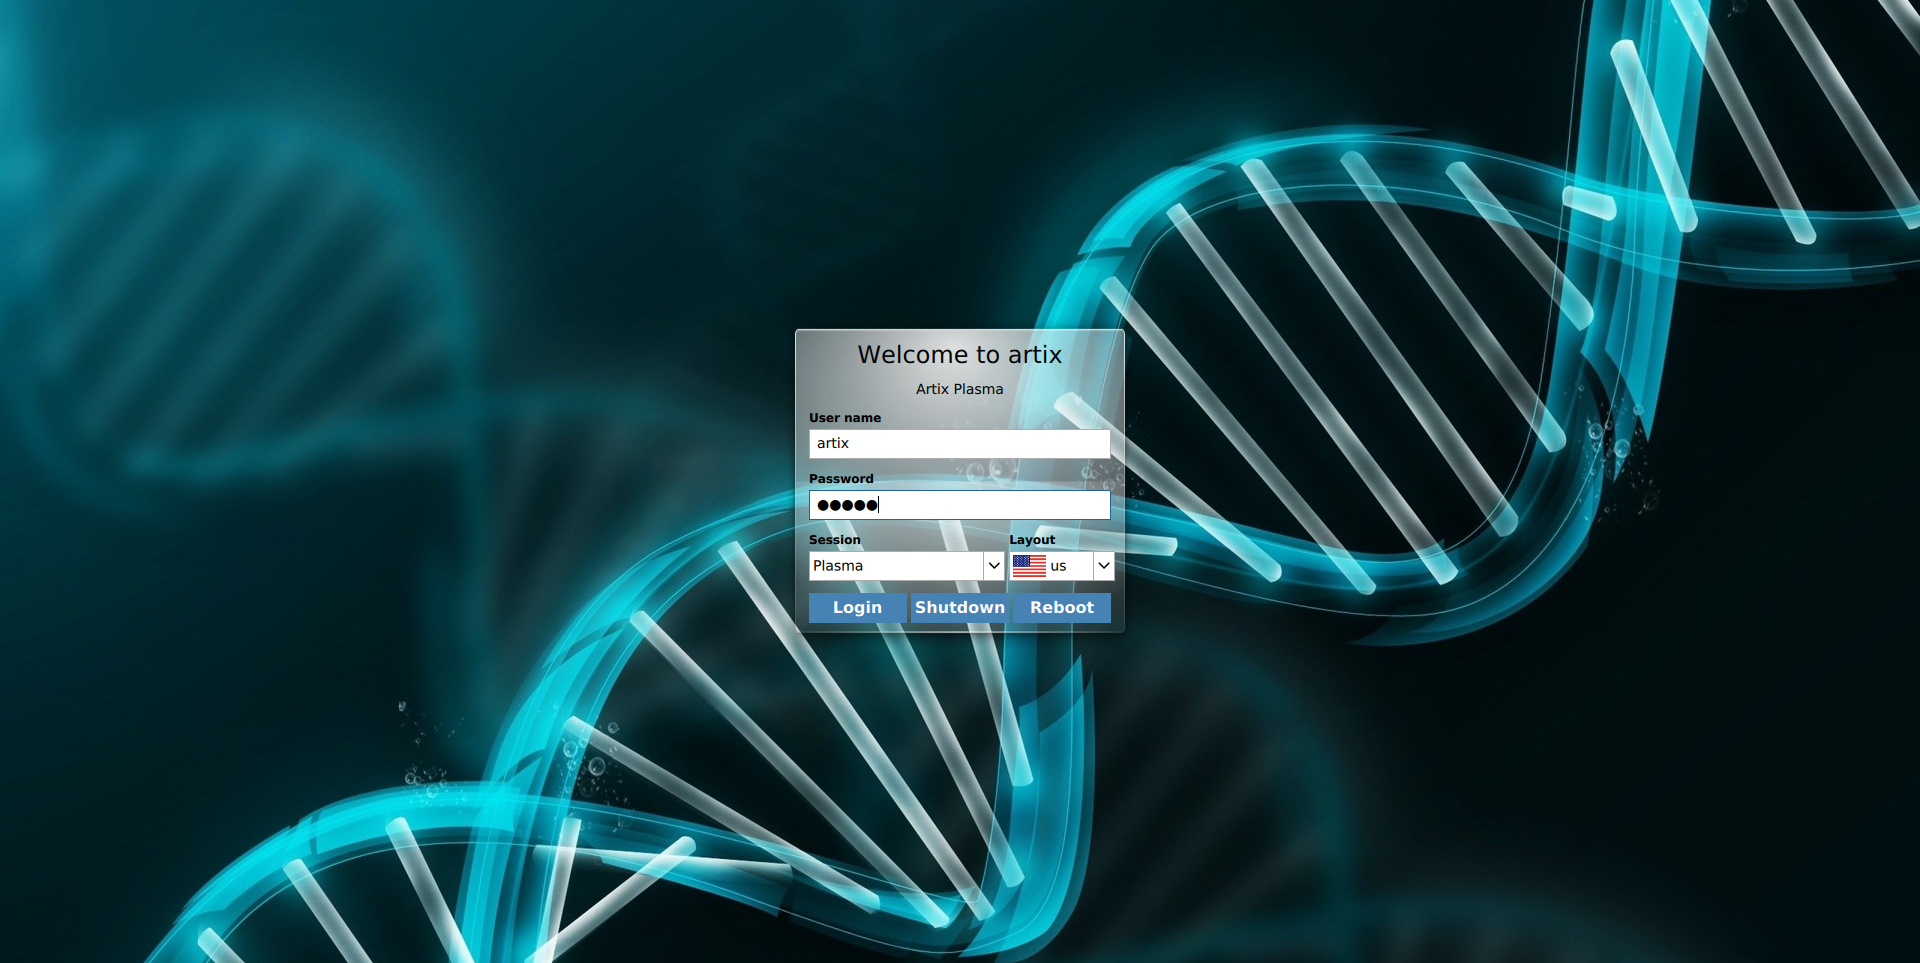 Welcome to artix
Artix Plasma
User name
artix
Password
●●●●●
Session Layout
Plasma us
Login Shutdown Reboot